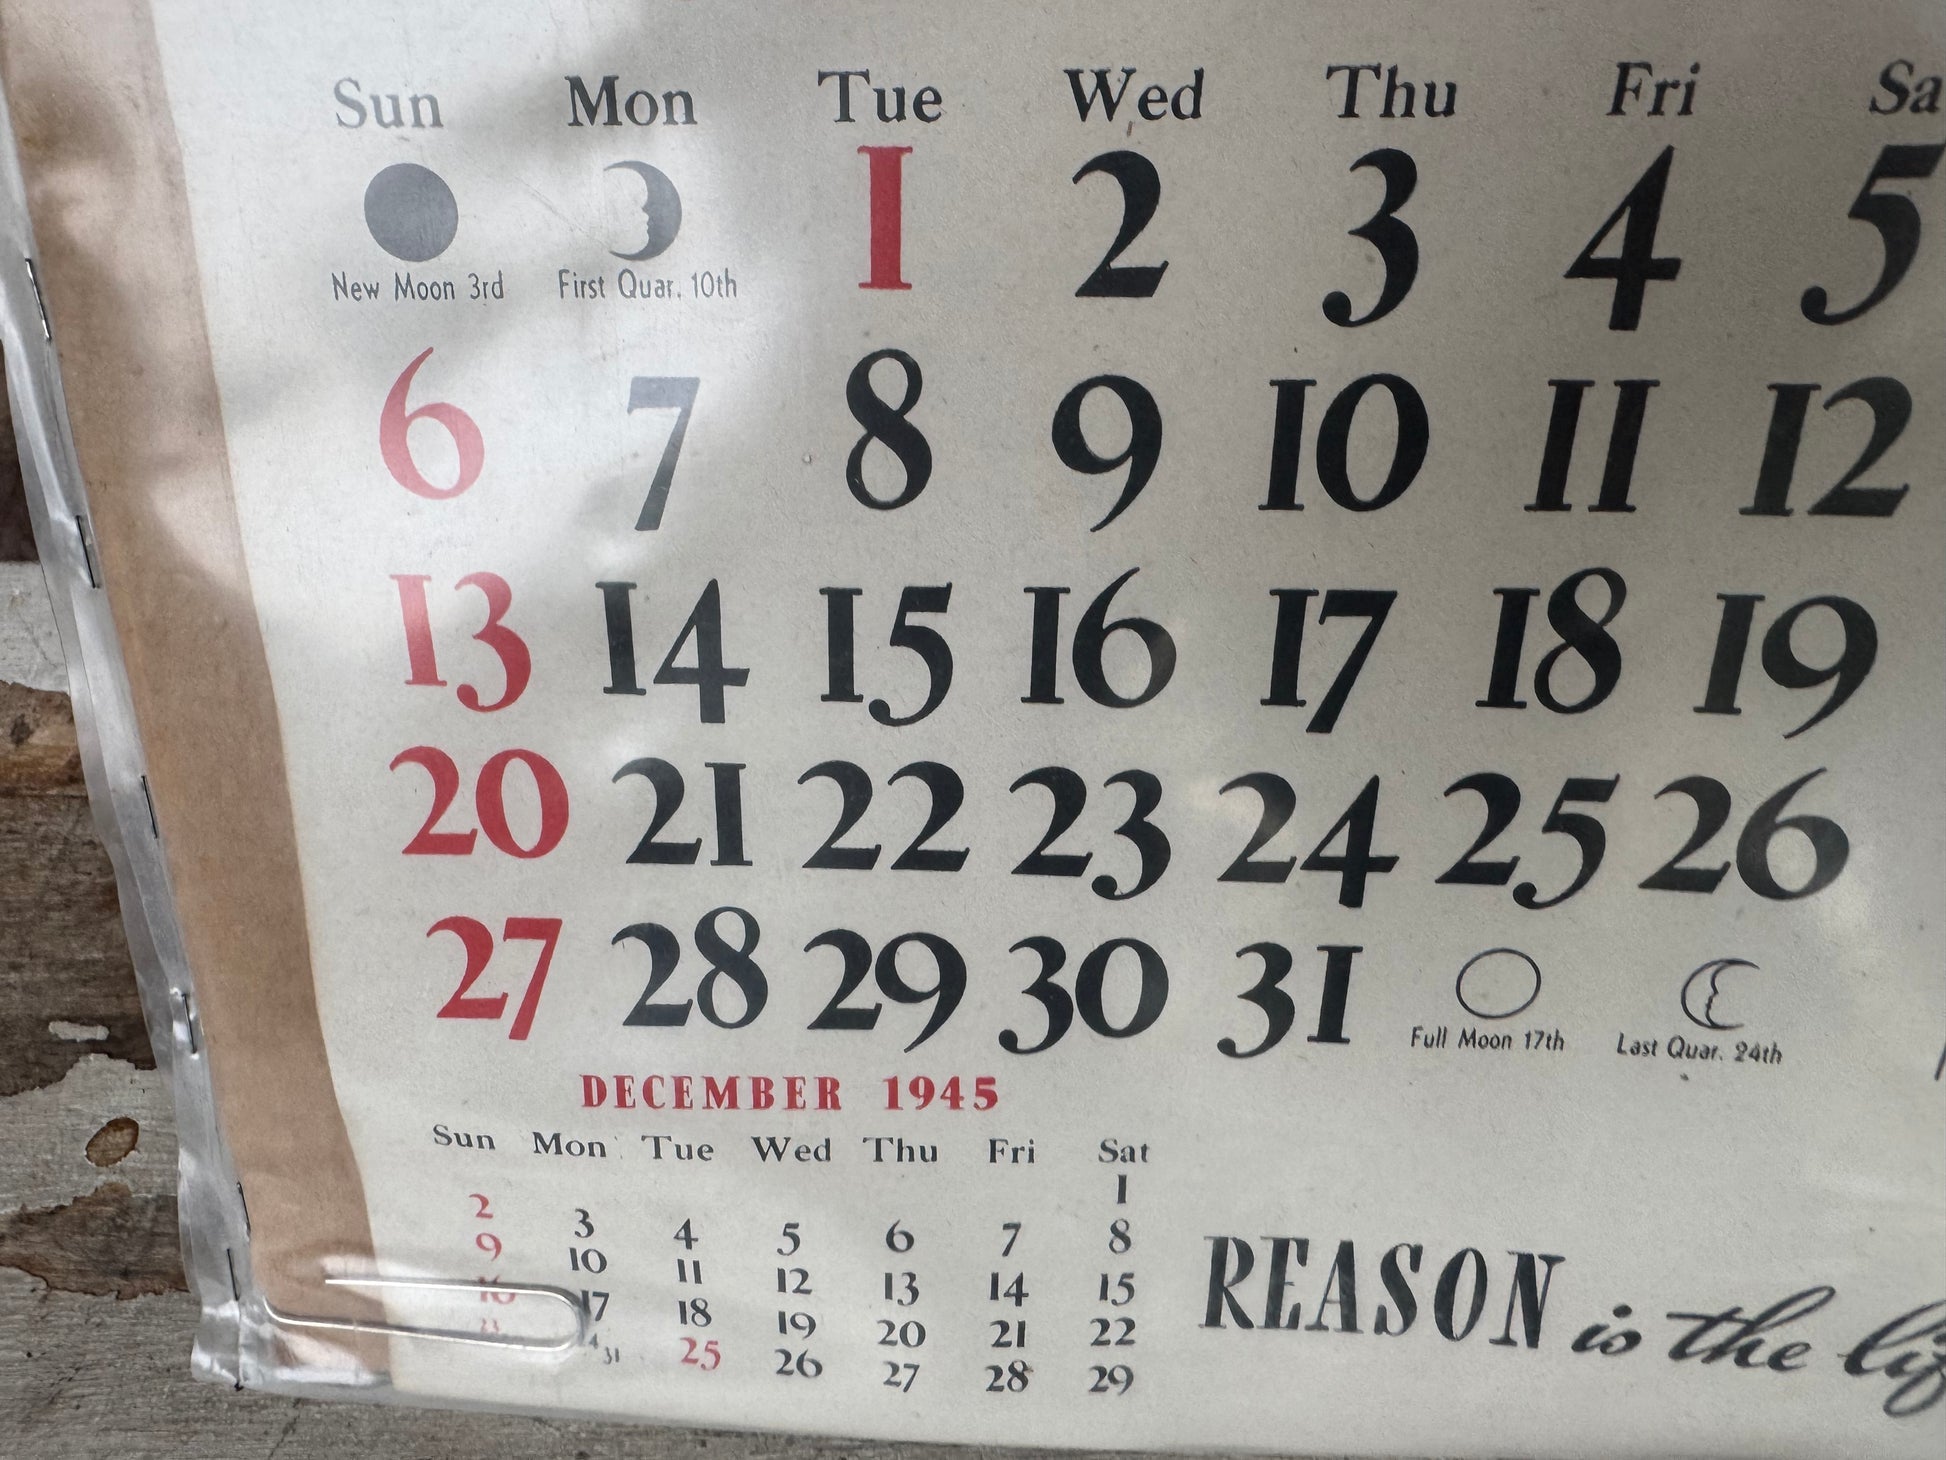 Sun Mon Tue Wed Thu Fri Sa
1 2 3 4 5
New Moon 3rd First Quar. 10th
6 7 8 9 10 11 12
13 14 15 16 17 18 19
20 21 22 23 24 25 26
27 28 29 30 31
Full Moon 17th Last Quar. 24th
DECEMBER 1945
Sun Mon Tue Wed Thu Fri Sat
1
2 3 4 5 6 7 8
9 10 11 12 13 14 15
16 17 18 19 20 21 22
23 25 26 27 28 29
31
REASON is the